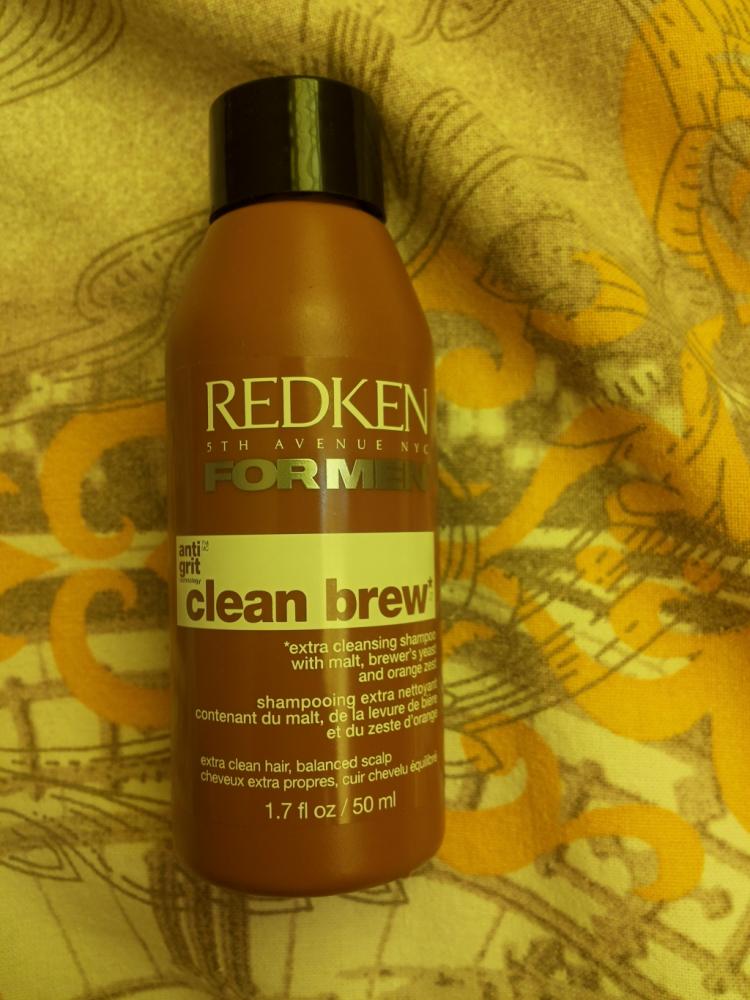 REDKEN
5TH AVENUE NYC
FOR MEN
anti
grit
clean brew*
*extra cleansing shampoo
with malt, brewer's yeast
and orange zest
shampooing extra nettoyant
contenant du malt, de la levure de bière
et du zeste d'orange
extra clean hair, balanced scalp
cheveux extra propres, cuir chevelu équilibré
1.7 fl oz / 50 ml